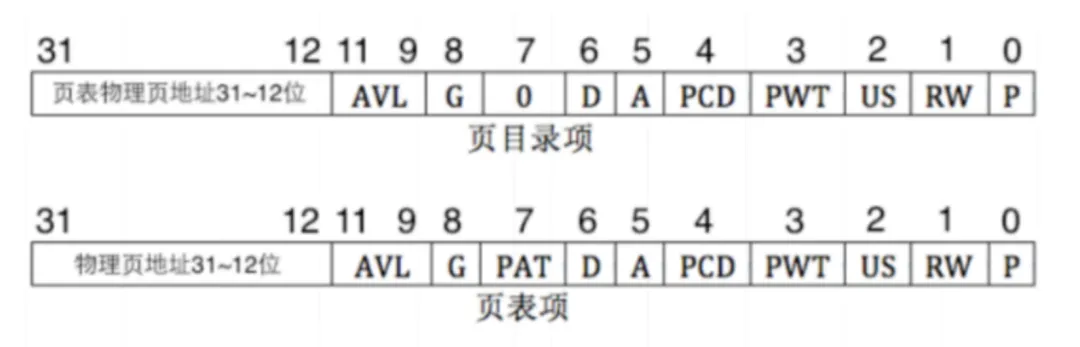 31 12 11 9 8 7 6 5 4 3 2 1 0
页表物理页地址31~12位 AVL G 0 D A PCD PWT US RW P
页目录项
31 12 11 9 8 7 6 5 4 3 2 1 0
物理页地址31~12位 AVL G PAT D A PCD PWT US RW P
页表项